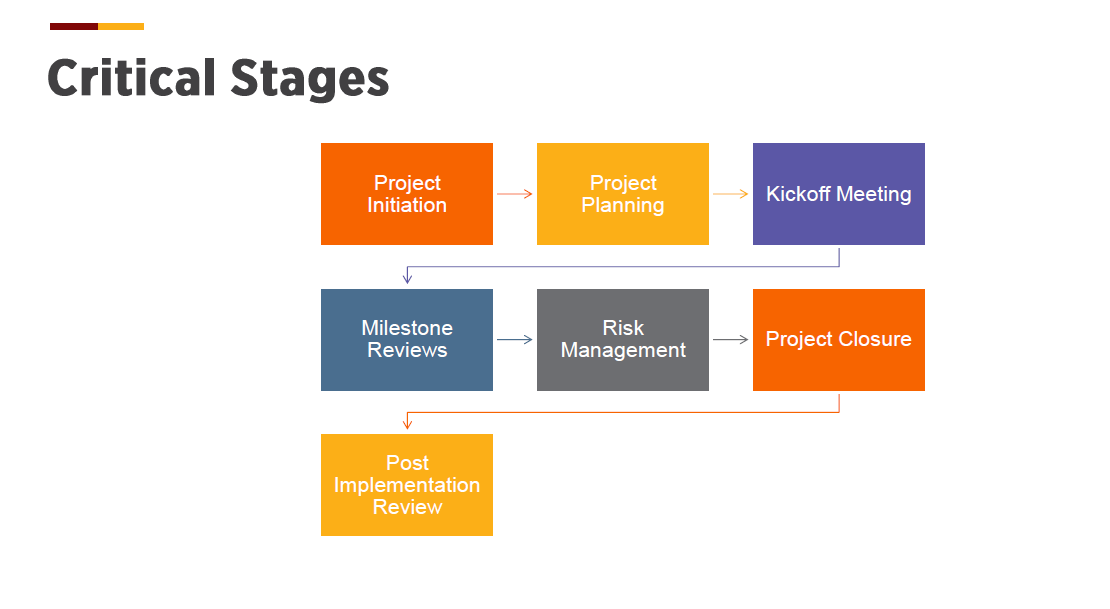 Critical Stages
Project
Initiation
Project
Planning
Kickoff Meeting
Milestone
Reviews
Risk
Management
Project Closure
Post
Implementation
Review